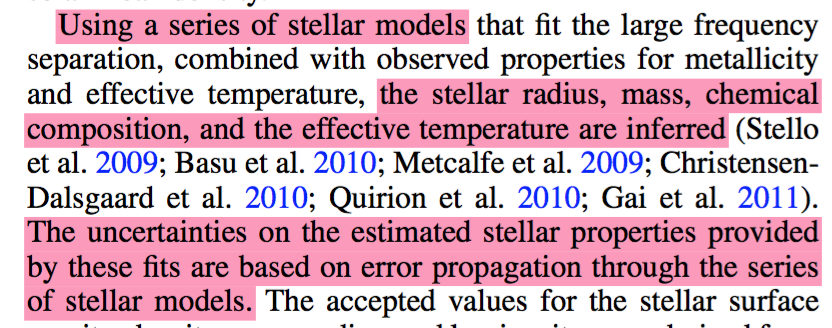 Using a series of stellar models that fit the large frequency
separation, combined with observed properties for metallicity
and effective temperature, the stellar radius, mass, chemical
composition, and the effective temperature are inferred (Stello
et al. 2009; Basu et al. 2010; Metcalfe et al. 2009; Christensen-
Dalsgaard et al. 2010; Quirion et al. 2010; Gai et al. 2011).
The uncertainties on the estimated stellar properties provided
by these fits are based on error propagation through the series
of stellar models. The accepted values for the stellar surface